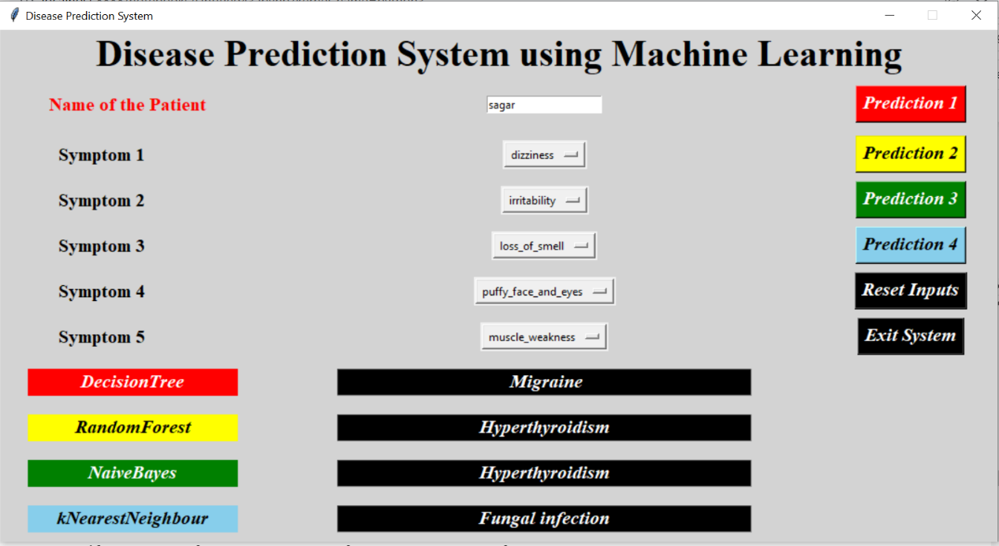 Disease Prediction System
Disease Prediction System using Machine Learning
Name of the Patient sagar Prediction 1
Symptom 1 dizziness Prediction 2
Symptom 2 irritability Prediction 3
Symptom 3 loss_of_smell Prediction 4
Symptom 4 puffy_face_and_eyes Reset Inputs
Symptom 5 muscle_weakness Exit System
DecisionTree Migraine
RandomForest Hyperthyroidism
NaiveBayes Hyperthyroidism
kNearestNeighbour Fungal infection